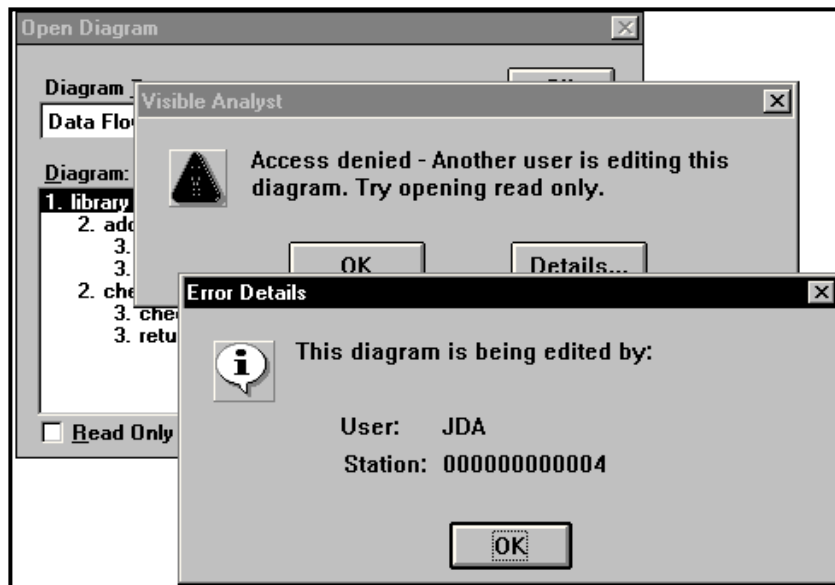 Open Diagram
Diagram
Data Flo
Diagram:
1. library
2. add
3.
3.
2. che
3. chec
3. retu
Read Only
Visible Analyst
Access denied - Another user is editing this
diagram. Try opening read only.
OK
Details...
Error Details
This diagram is being edited by:
User: JDA
Station: 000000000004
OK